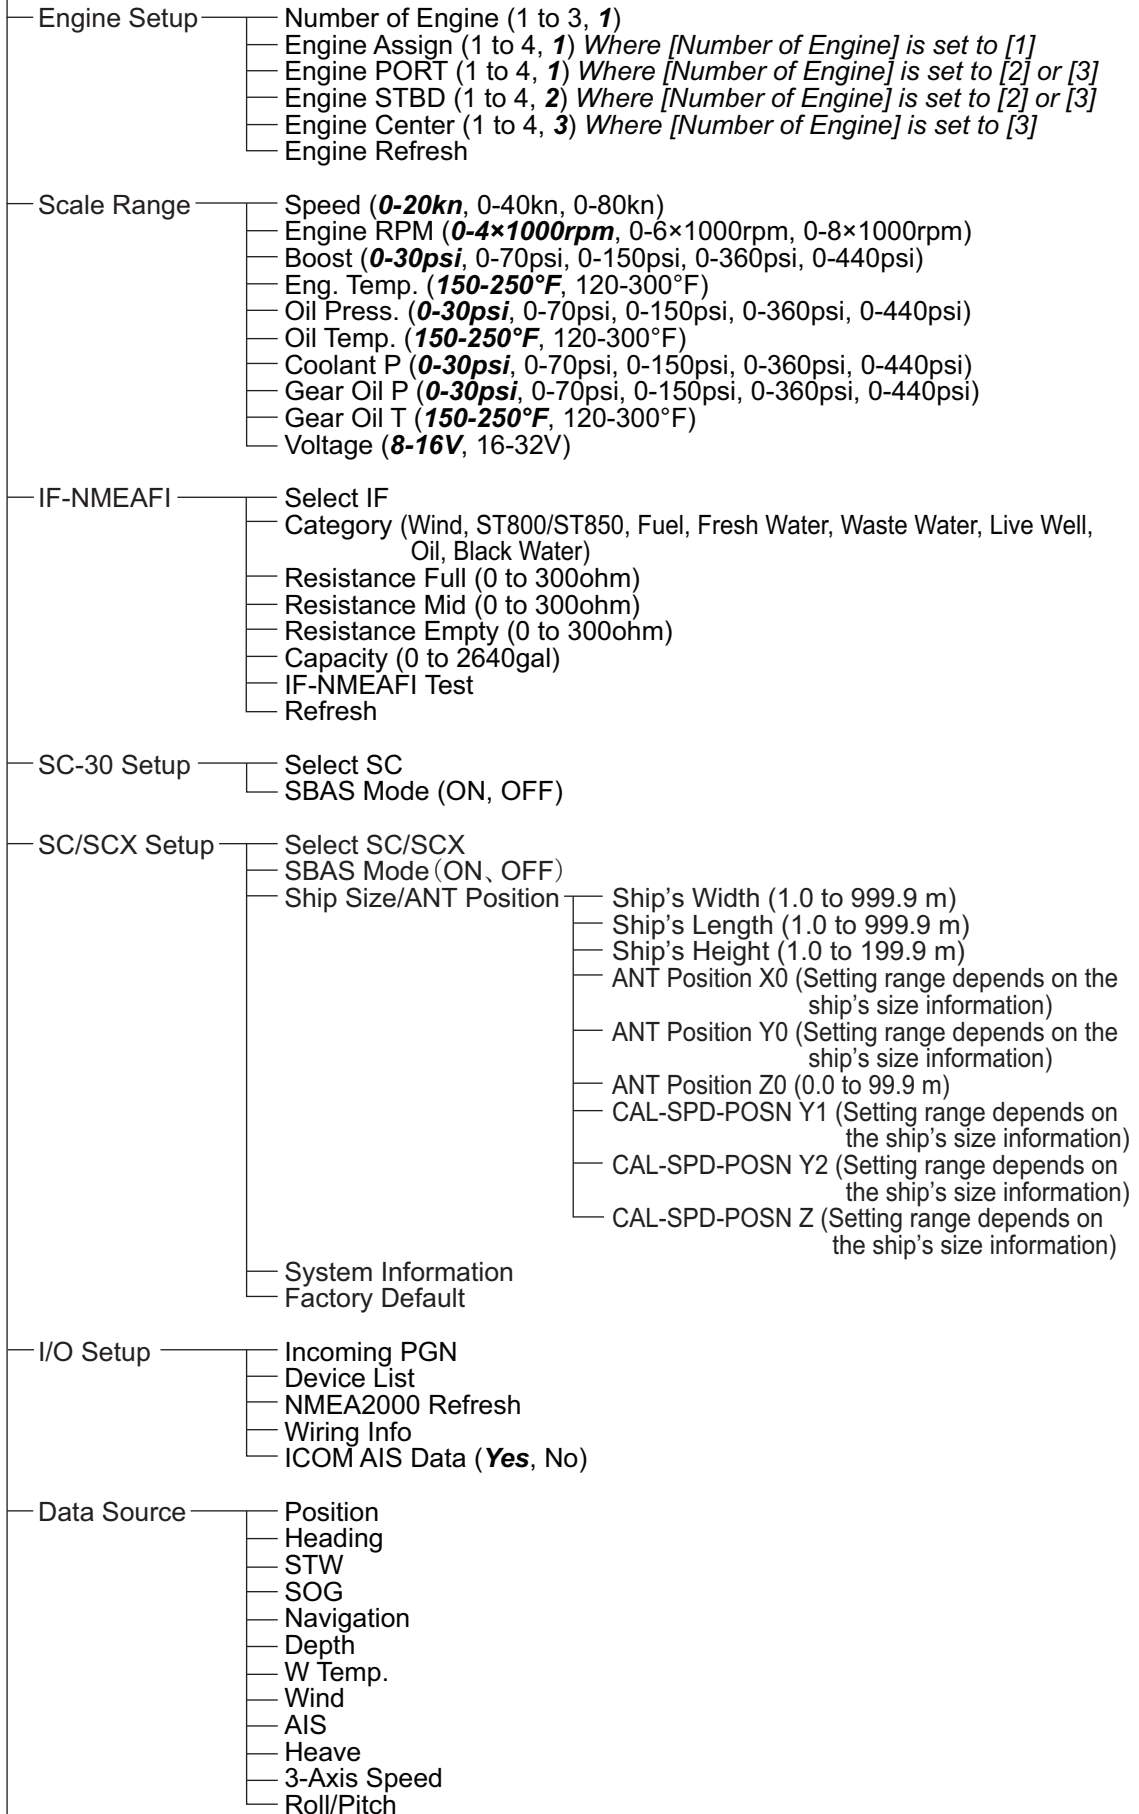 Engine Setup Number of Engine (1 to 3, 1)
Engine Assign (1 to 4, 1) Where [Number of Engine] is set to [1]
Engine PORT (1 to 4, 1) Where [Number of Engine] is set to [2] or [3]
Engine STBD (1 to 4, 2) Where [Number of Engine] is set to [2] or [3]
Engine Center (1 to 4, 3) Where [Number of Engine] is set to [3]
Engine Refresh
Scale Range Speed (0-20kn, 0-40kn, 0-80kn)
Engine RPM (0-4×1000rpm, 0-6×1000rpm, 0-8×1000rpm)
Boost (0-30psi, 0-70psi, 0-150psi, 0-360psi, 0-440psi)
Eng. Temp. (150-250°F, 120-300°F)
Oil Press. (0-30psi, 0-70psi, 0-150psi, 0-360psi, 0-440psi)
Oil Temp. (150-250°F, 120-300°F)
Coolant P (0-30psi, 0-70psi, 0-150psi, 0-360psi, 0-440psi)
Gear Oil P (0-30psi, 0-70psi, 0-150psi, 0-360psi, 0-440psi)
Gear Oil T (150-250°F, 120-300°F)
Voltage (8-16V, 16-32V)
IF-NMEAFI Select IF
Category (Wind, ST800/ST850, Fuel, Fresh Water, Waste Water, Live Well,
Oil, Black Water)
Resistance Full (0 to 300ohm)
Resistance Mid (0 to 300ohm)
Resistance Empty (0 to 300ohm)
Capacity (0 to 2640gal)
IF-NMEAFI Test
Refresh
SC-30 Setup Select SC
SBAS Mode (ON, OFF)
SC/SCX Setup Select SC/SCX
SBAS Mode（ON、OFF）
Ship Size/ANT Position Ship's Width (1.0 to 999.9 m)
Ship's Length (1.0 to 999.9 m)
Ship's Height (1.0 to 199.9 m)
ANT Position X0 (Setting range depends on the
ship's size information)
ANT Position Y0 (Setting range depends on the
ship's size information)
ANT Position Z0 (0.0 to 99.9 m)
CAL-SPD-POSN Y1 (Setting range depends on
the ship's size information)
CAL-SPD-POSN Y2 (Setting range depends on
the ship's size information)
CAL-SPD-POSN Z (Setting range depends on
the ship's size information)
System Information
Factory Default
I/O Setup Incoming PGN
Device List
NMEA2000 Refresh
Wiring Info
ICOM AIS Data (Yes, No)
Data Source Position
Heading
STW
SOG
Navigation
Depth
W Temp.
Wind
AIS
Heave
3-Axis Speed
Roll/Pitch